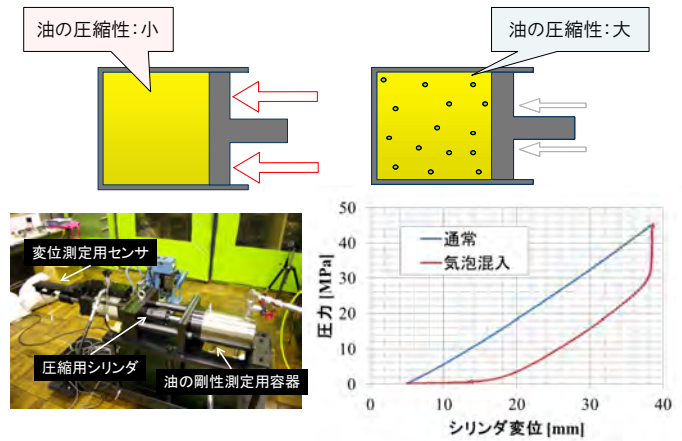 油の圧縮性：小
油の圧縮性：大
変位測定用センサ
圧縮用シリンダ
油の剛性測定用容器
50
40
30
20
10
0
圧力 [MPa]
通常
気泡混入
0 10 20 30 40
シリンダ変位 [mm]